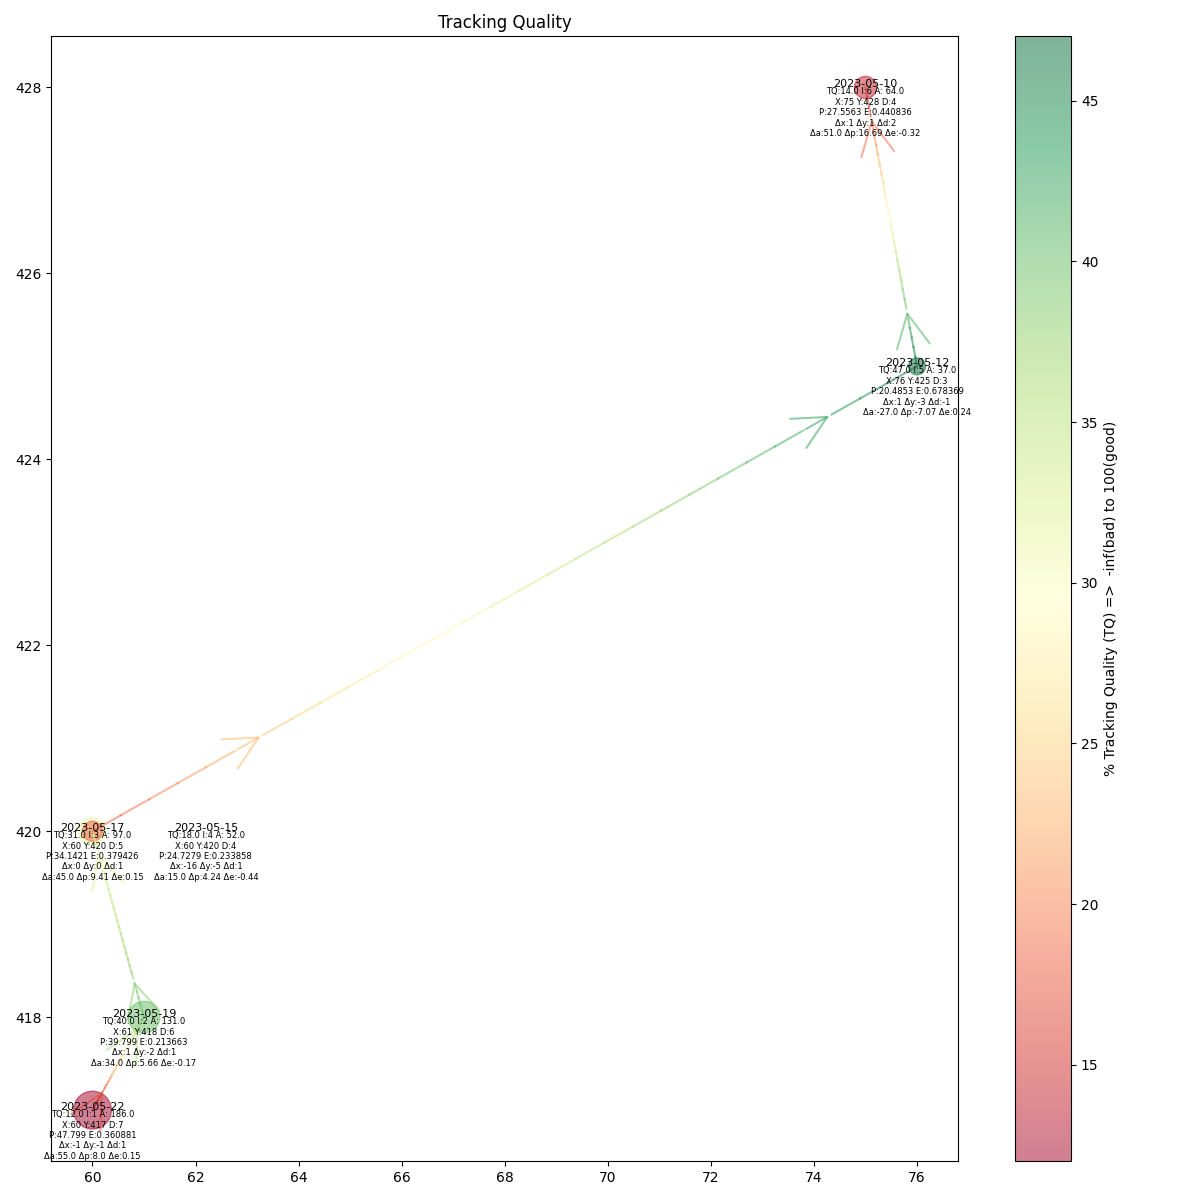 Tracking Quality
428
426
424
422
420
418
60
62
64
66
68
70
72
74
76
2023-05-10
TQ:14.0 I:6 A: 64.0
X:75 Y:428 D:4
P:27.5563 E:0.440836
Δx:1 Δy:1 Δd:2
Δa:51.0 Δp:16.69 Δe:-0.32
2023-05-12
TQ:47.0 I:5 A: 37.0
X:76 Y:425 D:3
P:20.4853 E:0.678369
Δx:1 Δy:-3 Δd:-1
Δa:-27.0 Δp:-7.07 Δe:0.24
2023-05-17
TQ:31.0 I:3 A: 97.0
X:60 Y:420 D:5
P:34.1421 E:0.379426
Δx:0 Δy:0 Δd:1
Δa:45.0 Δp:9.41 Δe:0.15
2023-05-15
TQ:18.0 I:4 A: 52.0
X:60 Y:420 D:4
P:24.7279 E:0.233858
Δx:-16 Δy:-5 Δd:1
Δa:15.0 Δp:4.24 Δe:-0.44
2023-05-19
TQ:40.0 I:2 A: 131.0
X:61 Y:418 D:6
P:39.799 E:0.213663
Δx:1 Δy:-2 Δd:1
Δa:34.0 Δp:5.66 Δe:-0.17
2023-05-22
TQ:12.0 I:1 A: 186.0
X:60 Y:417 D:7
P:47.799 E:0.360881
Δx:-1 Δy:-1 Δd:1
Δa:55.0 Δp:8.0 Δe:0.15
45
40
35
30
25
20
15
% Tracking Quality (TQ) => -inf(bad) to 100(good)